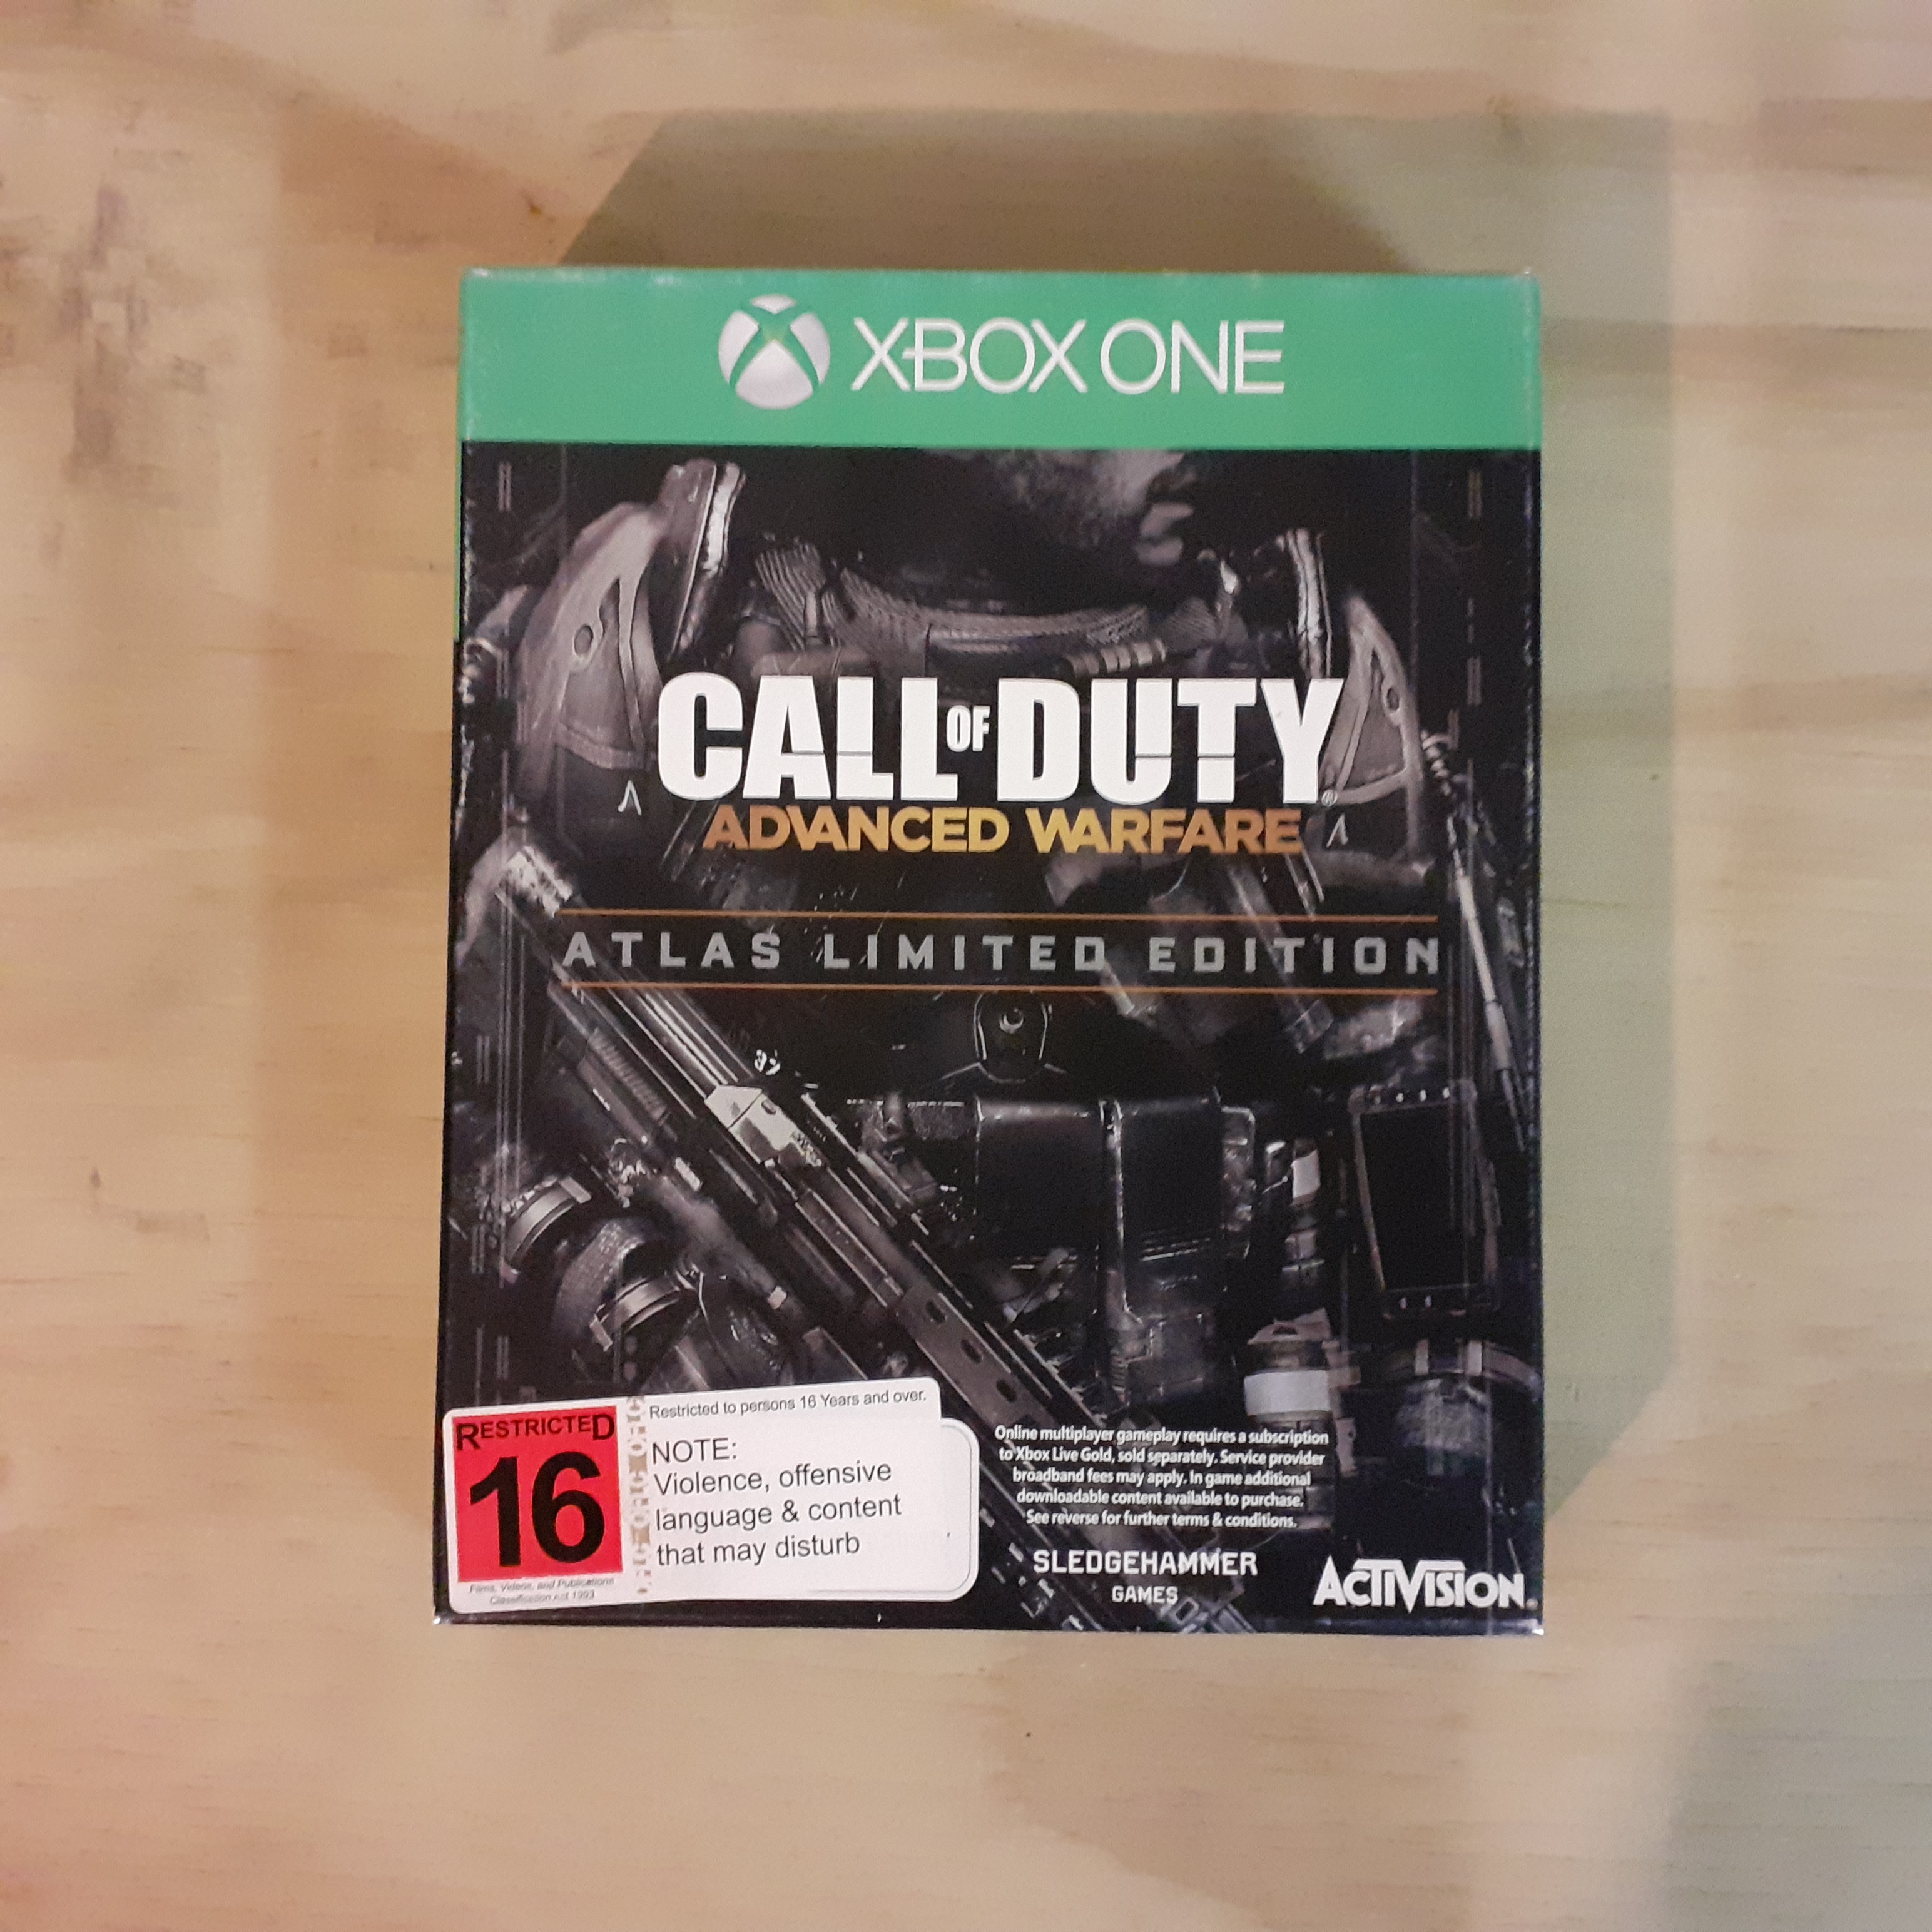 XBOX ONE
CALL OF DUTY®
ADVANCED WARFARE
ATLAS LIMITED EDITION
RESTRICTED
16
Films, Videos, and Publications
Classification Act 1993
Restricted to persons 16 Years and over.
NOTE:
Violence, offensive
language & content
that may disturb
Online multiplayer gameplay requires a subscription
to Xbox Live Gold, sold separately. Service provider
broadband fees may apply. In game additional
downloadable content available to purchase.
See reverse for further terms & conditions.
SLEDGEHAMMER
GAMES
ACTIVISION